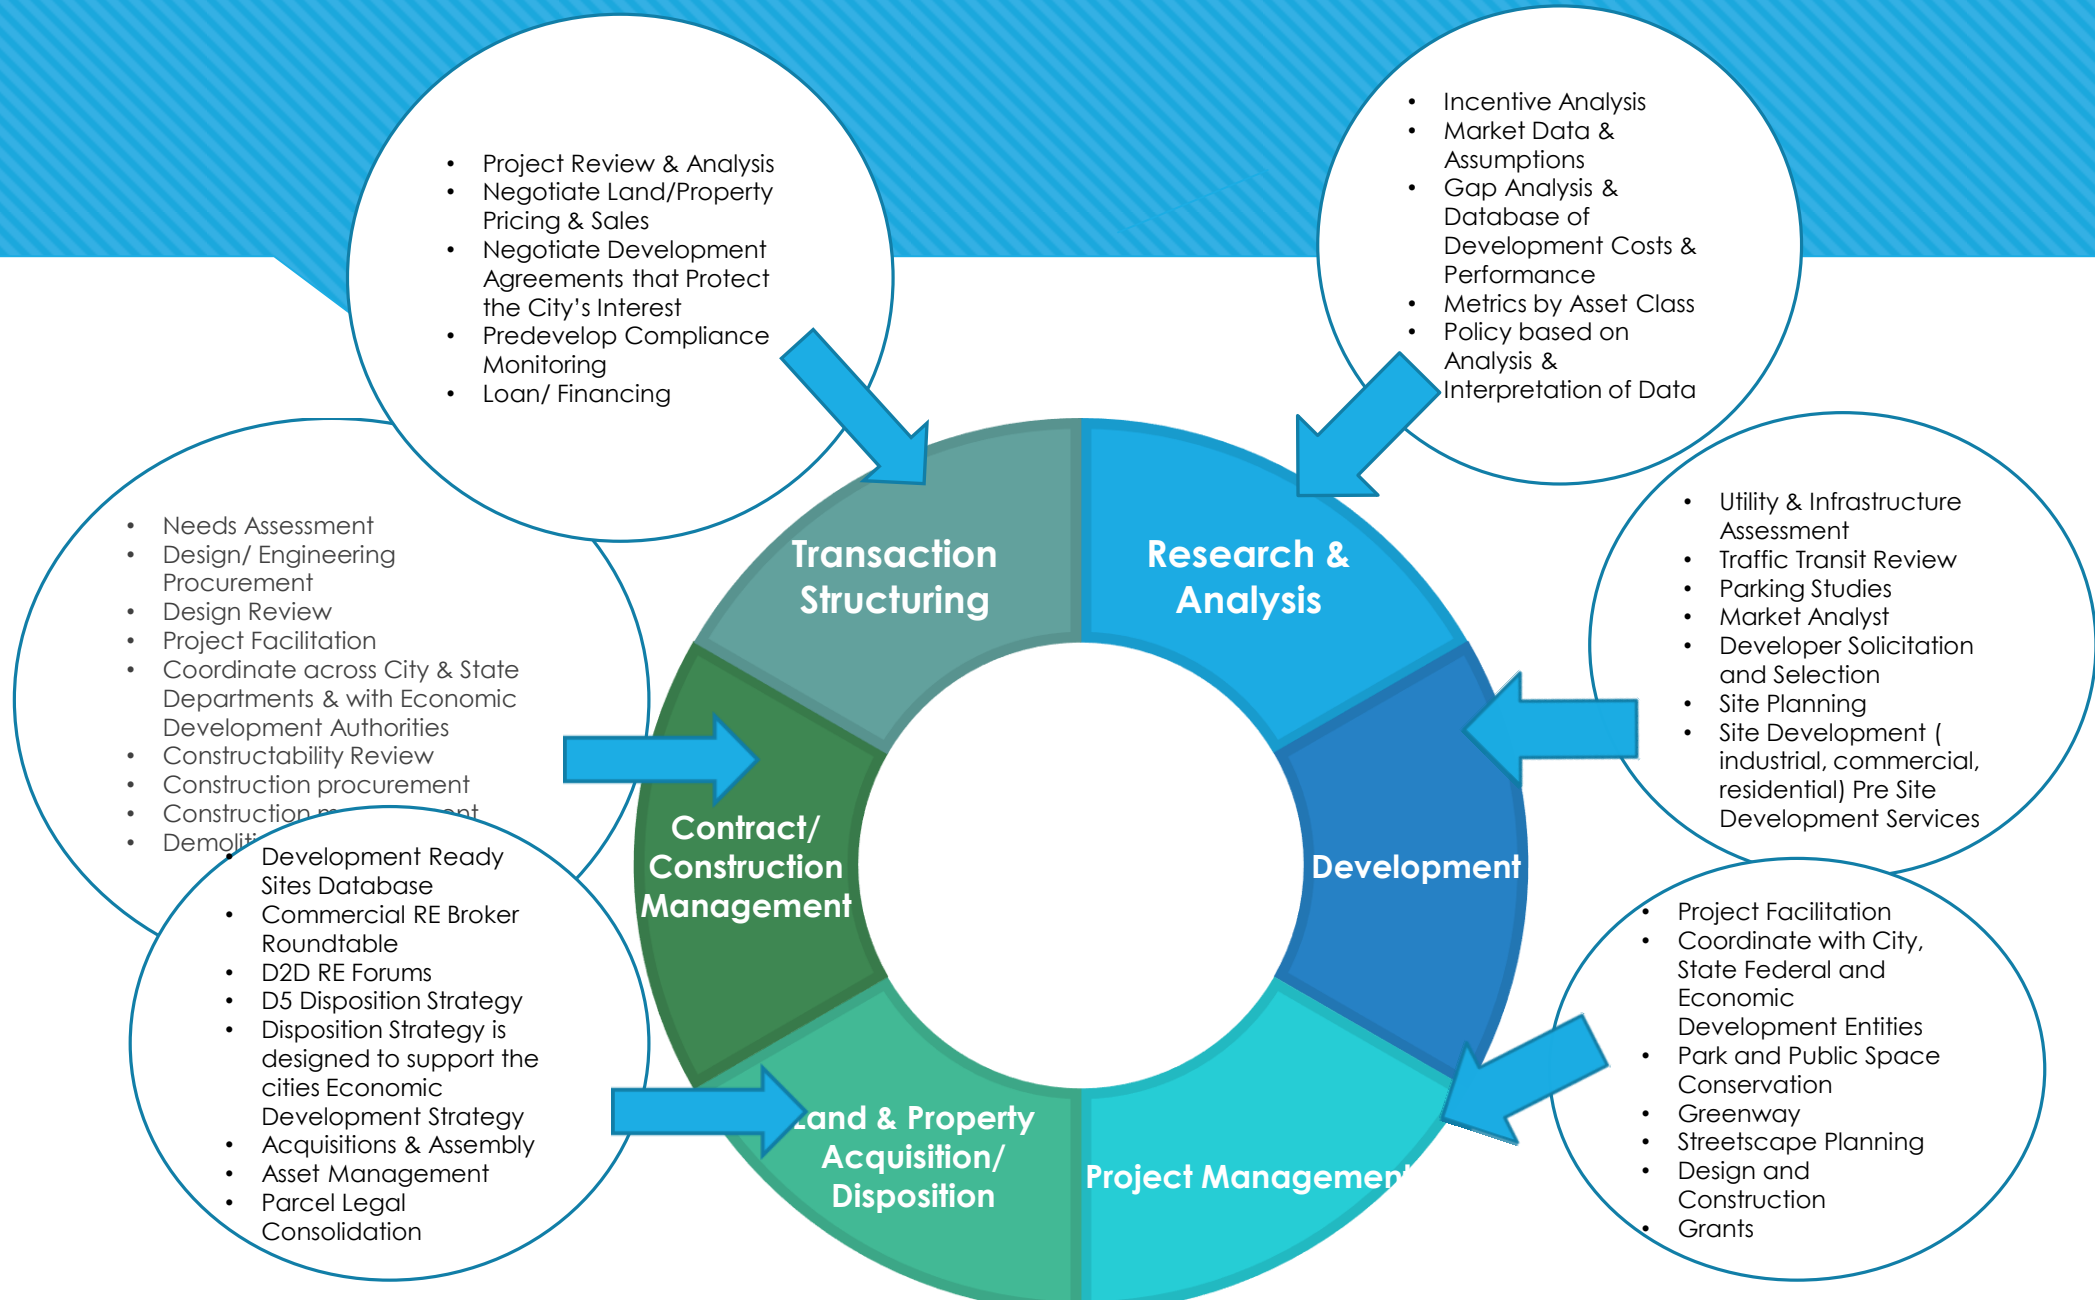 • Project Review & Analysis
• Negotiate Land/Property
Pricing & Sales
• Negotiate Development
Agreements that Protect
the City's Interest
• Predevelop Compliance
Monitoring
• Loan/ Financing
• Incentive Analysis
• Market Data &
Assumptions
• Gap Analysis &
Database of
Development Costs &
Performance
• Metrics by Asset Class
• Policy based on
Analysis &
Interpretation of Data
• Needs Assessment
• Design/ Engineering
Procurement
• Design Review
• Project Facilitation
• Coordinate across City & State
Departments & with Economic
Development Authorities
• Constructability Review
• Construction procurement
• Construction
•
Transaction
Structuring
Research &
Analysis
• Utility & Infrastructure
Assessment
• Traffic Transit Review
• Parking Studies
• Market Analyst
• Developer Solicitation
and Selection
• Site Planning
• Site Development (
industrial, commercial,
residential) Pre Site
Development Services
Contract/
Construction
Management
Development
• Development Ready
Sites Database
• Commercial RE Broker
Roundtable
• D2D RE Forums
• D5 Disposition Strategy
• Disposition Strategy is
designed to support the
cities Economic
Development Strategy
• Acquisitions & Assembly
• Asset Management
• Parcel Legal
Consolidation
Land & Property
Acquisition/
Disposition
Project Management
• Project Facilitation
• Coordinate with City,
State Federal and
Economic
Development Entities
• Park and Public Space
Conservation
• Greenway
• Streetscape Planning
• Design and
Construction
• Grants